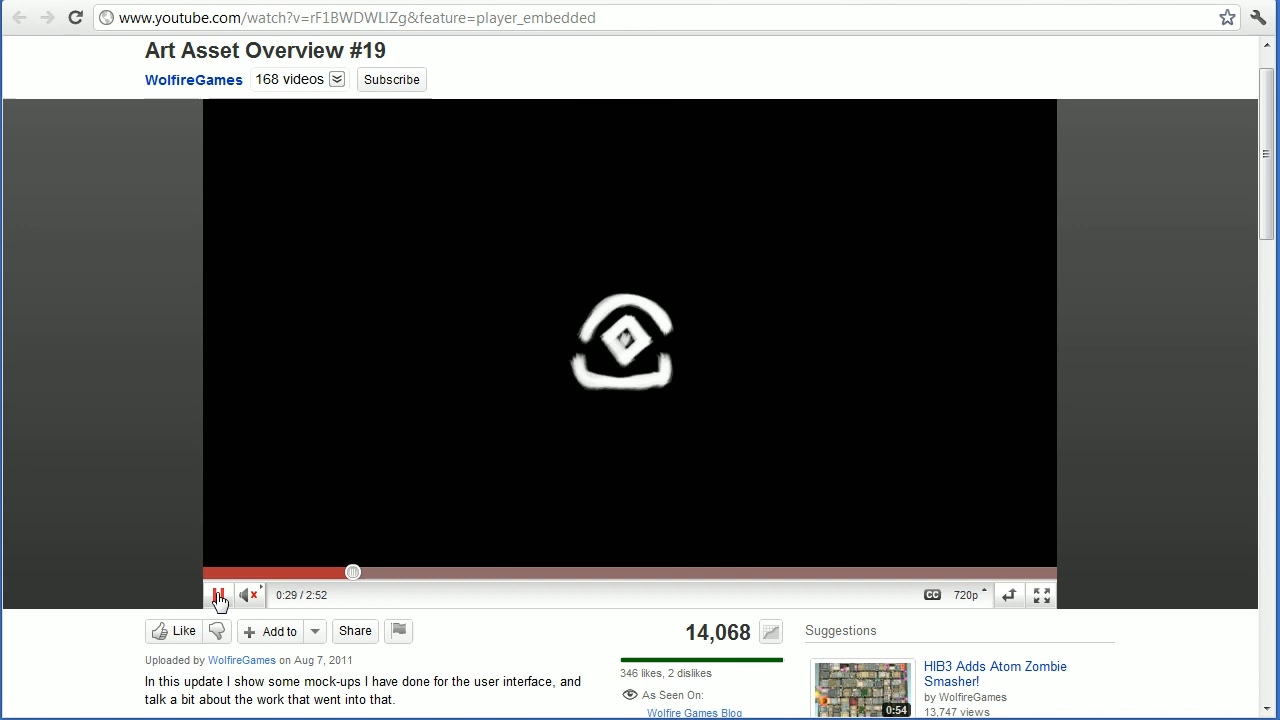 www.youtube.com/watch?v=rF1BWDWLlZg&feature=player_embedded
Art Asset Overview #19
WolfireGames 168 videos Subscribe
0:29 / 2:52 CC 720p
Like Add to Share
14,068
Suggestions
Uploaded by WolfireGames on Aug 7, 2011
In this update I show some mock-ups I have done for the user interface, and
talk a bit about the work that went into that.
346 likes, 2 dislikes
As Seen On:
Wolfire Games Blog
0:54
HIB3 Adds Atom Zombie
Smasher!
by WolfireGames
13,747 views